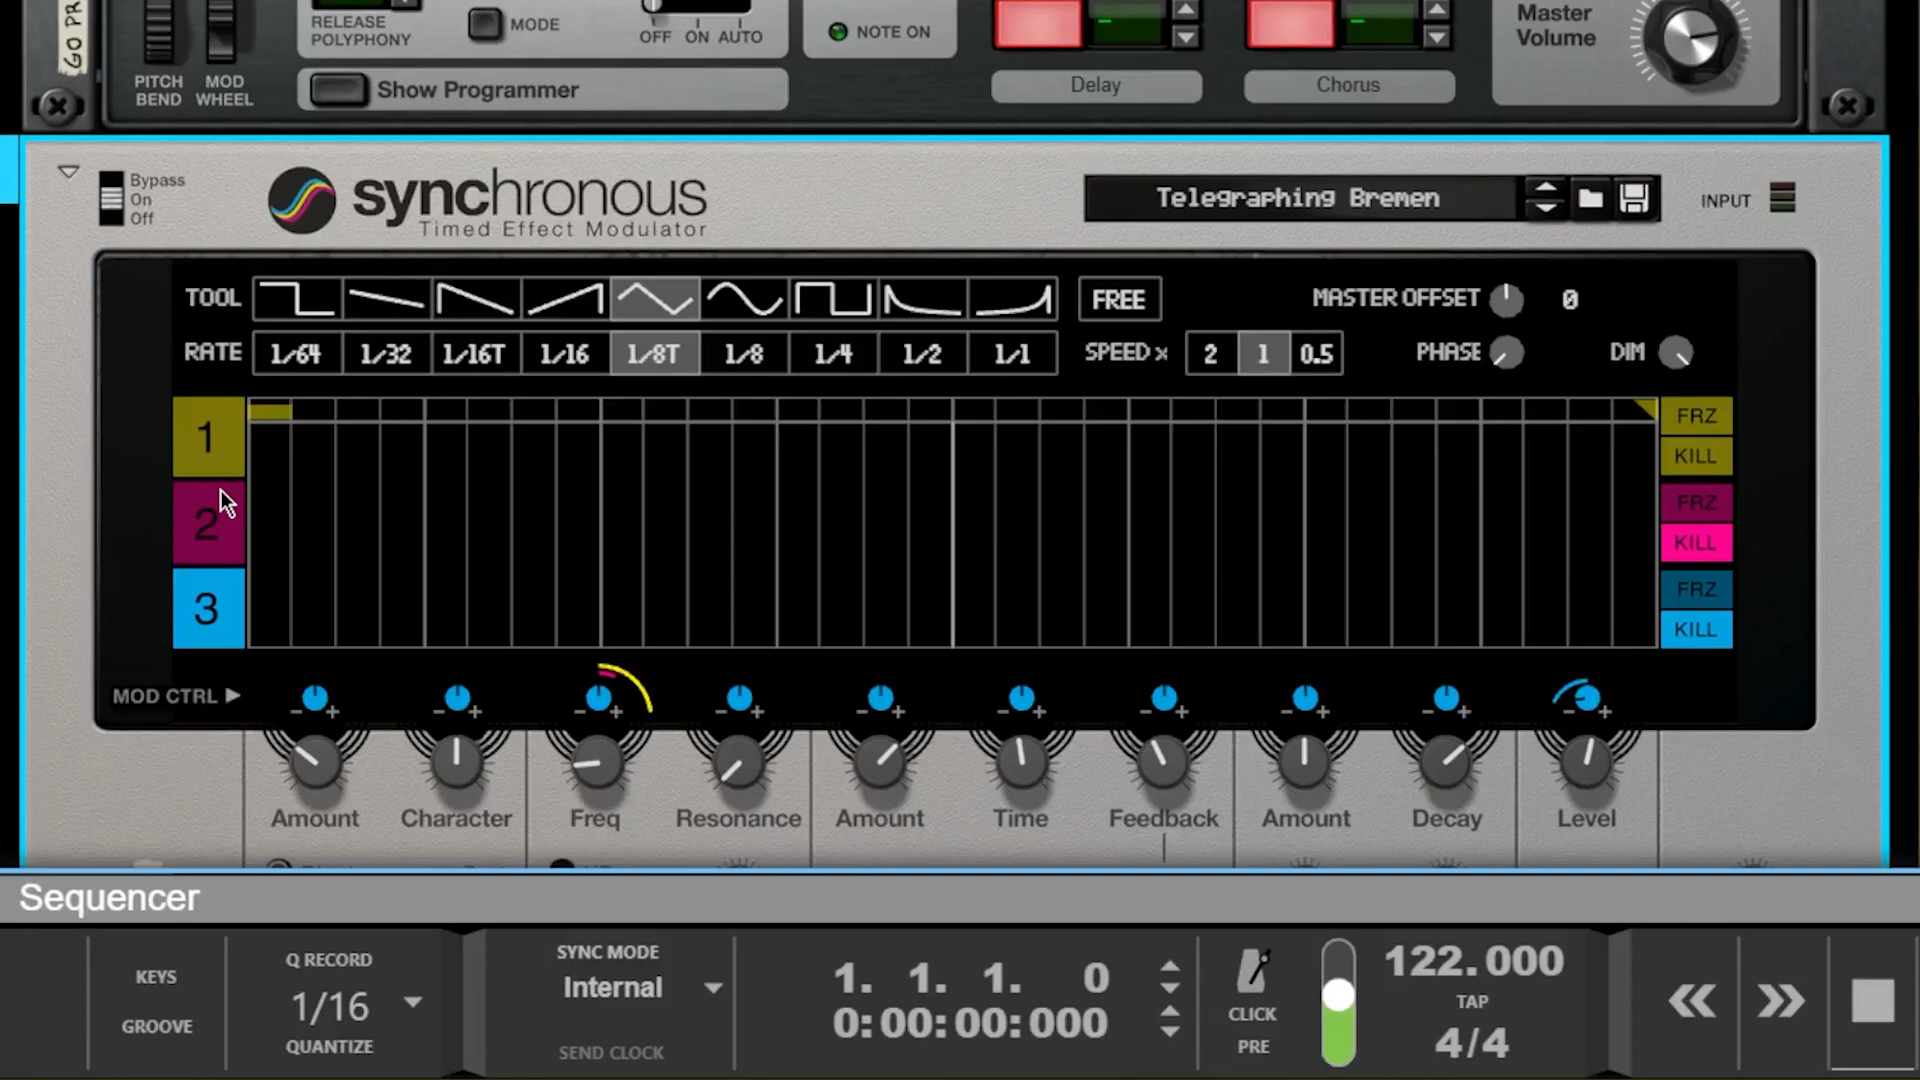 GO PR
PITCH BEND
MOD WHEEL
RELEASE
POLYPHONY
MODE
OFF ON AUTO
NOTE ON
Show Programmer
Delay
Chorus
Master
Volume
Bypass
On
Off
synchronous
Timed Effect Modulator
Telegraphing Bremen
INPUT
TOOL
FREE
MASTER OFFSET 0
RATE 1/64 1/32 1/16T 1/16 1/8T 1/8 1/4 1/2 1/1
SPEED x 2 1 0.5
PHASE
DIM
1
FRZ
KILL
2
FRZ
KILL
3
FRZ
KILL
MOD CTRL
- + - + - + - + - + - + - + - + - + - +
Amount Character Freq Resonance Amount Time Feedback Amount Decay Level
Sequencer
KEYS
GROOVE
Q RECORD
1/16
QUANTIZE
SYNC MODE
Internal
SEND CLOCK
1. 1. 1. 0
0:00:00:000
CLICK
PRE
122.000
TAP
4/4